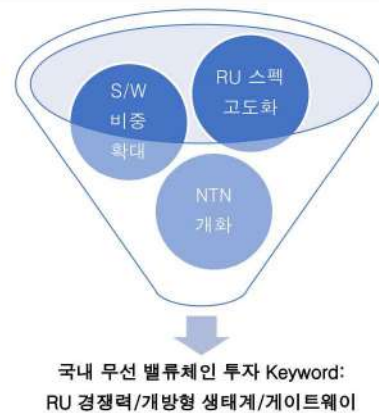 S/W
비중
확대
RU 스펙
고도화
NTN
개화
국내 무선 밸류체인 투자 Keyword:
RU 경쟁력/개방형 생태계/게이트웨이